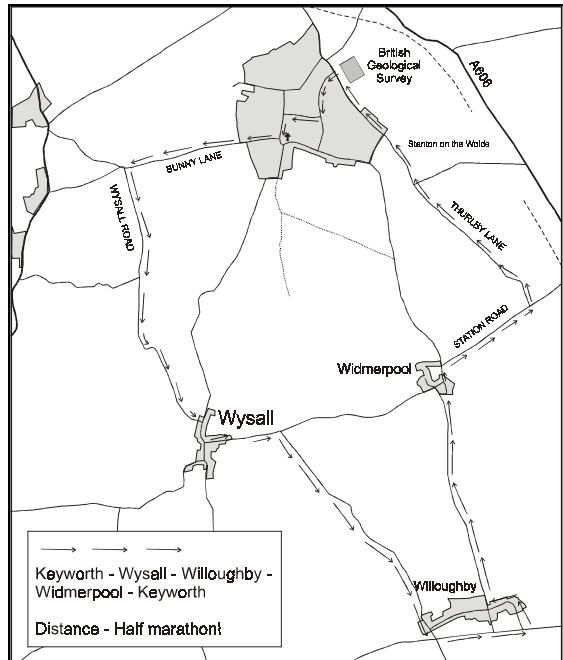 British
Geological
Survey
A606
Stanton on the Wolds
BUNNY LANE
WYSALL ROAD
THURLBY LANE
STATION ROAD
Widmerpool
Wysall
Willoughby
Keyworth - Wysall - Willoughby -
Widmerpool - Keyworth
Distance - Half marathon!